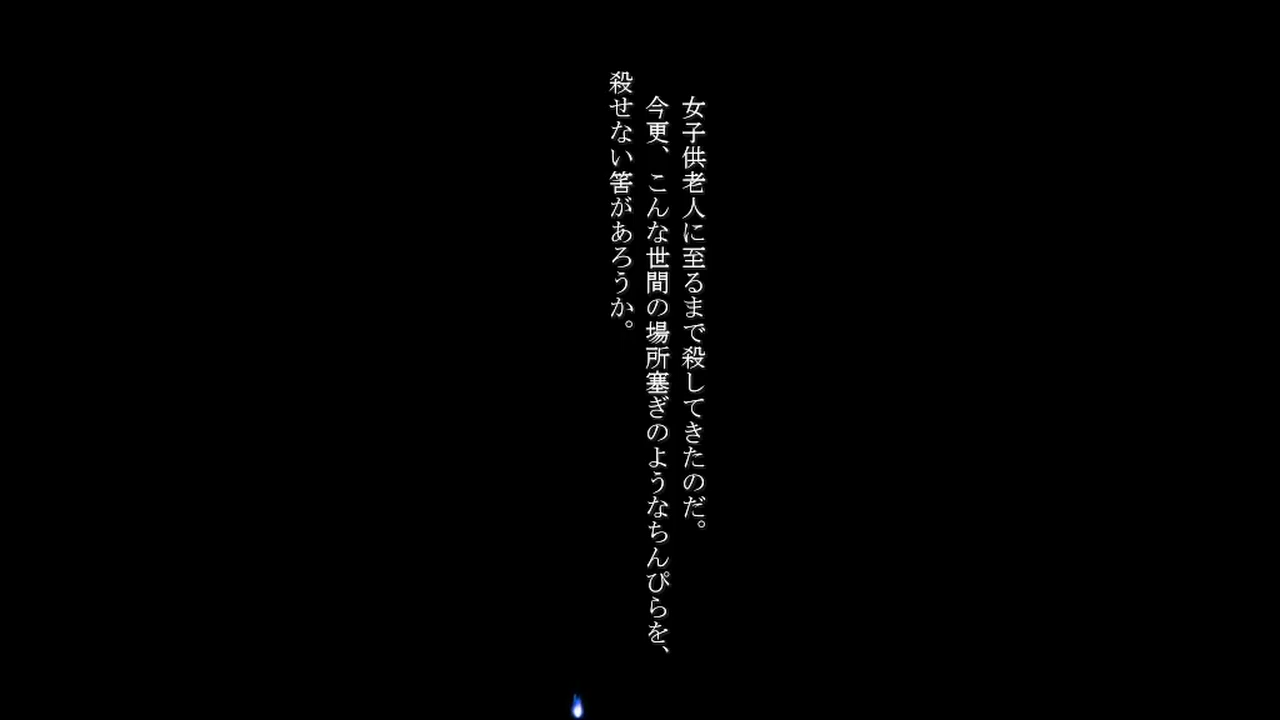 女子供老人に至るまで殺してきたのだ。
今更、こんな世間の場所塞ぎのようなちんぴらを、
殺せない筈があろうか。